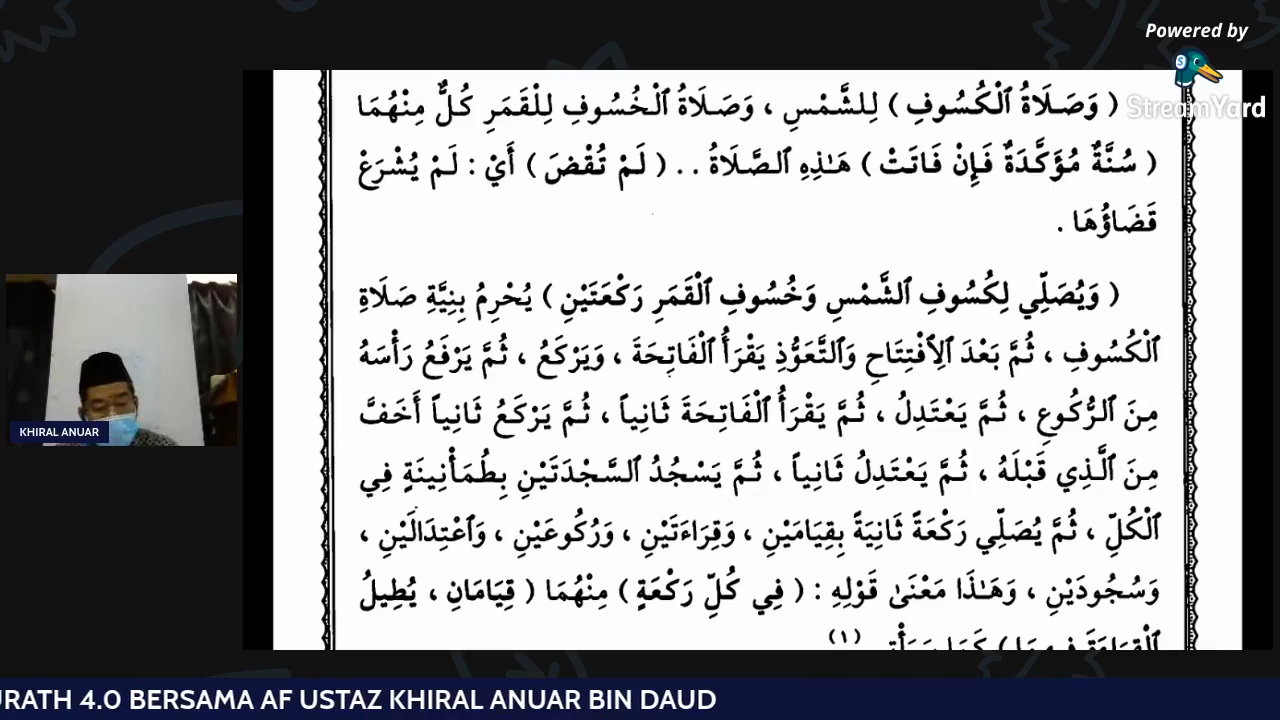 Powered by
StreamYard
( وَصَلَاةُ ٱلْكُسُوفِ ) لِلشَّمْسِ ، وَصَلَاةُ ٱلْخُسُوفِ لِلْقَمَرِ كُلٌّ مِنْهُمَا
( سُنَّةٌ مُؤَكَّدَةٌ فَإِنْ فَاتَتْ ) هَـٰذِهِ ٱلصَّلَاةُ . . ( لَمْ تُقْضَ ) أَيْ : لَمْ يُشْرَعْ
قَضَاؤُهَا .
( وَيُصَلِّي لِكُسُوفِ ٱلشَّمْسِ وَخُسُوفِ ٱلْقَمَرِ رَكْعَتَيْنِ ) يُحْرِمُ بِنِيَّةِ صَلَاةِ
ٱلْكُسُوفِ ، ثُمَّ بَعْدَ ٱلِٱفْتِتَاحِ وَٱلتَّعَوُّذِ يَقْرَأُ ٱلْفَاتِحَةَ ، وَيَرْكَعُ ، ثُمَّ يَرْفَعُ رَأْسَهُ
مِنَ ٱلرُّكُوعِ ، ثُمَّ يَعْتَدِلُ ، ثُمَّ يَقْرَأُ ٱلْفَاتِحَةَ ثَانِياً ، ثُمَّ يَرْكَعُ ثَانِياً أَخَفَّ
مِنَ ٱلَّذِي قَبْلَهُ ، ثُمَّ يَعْتَدِلُ ثَانِياً ، ثُمَّ يَسْجُدُ ٱلسَّجْدَتَيْنِ بِطُمَأْنِينَةٍ فِي
ٱلْكُلِّ ، ثُمَّ يُصَلِّي رَكْعَةً ثَانِيَةً بِقِيَامَيْنِ ، وَقِرَاءَتَيْنِ ، وَرُكُوعَيْنِ ، وَٱعْتِدَالَيْنِ ،
وَسُجُودَيْنِ ، وَهَـٰذَا مَعْنَىٰ قَوْلِهِ : ( فِي كُلِّ رَكْعَةٍ ) مِنْهُمَا ( قِيَامَانِ ، يُطِيلُ
KHIRAL ANUAR
URATH 4.0 BERSAMA AF USTAZ KHIRAL ANUAR BIN DAUD